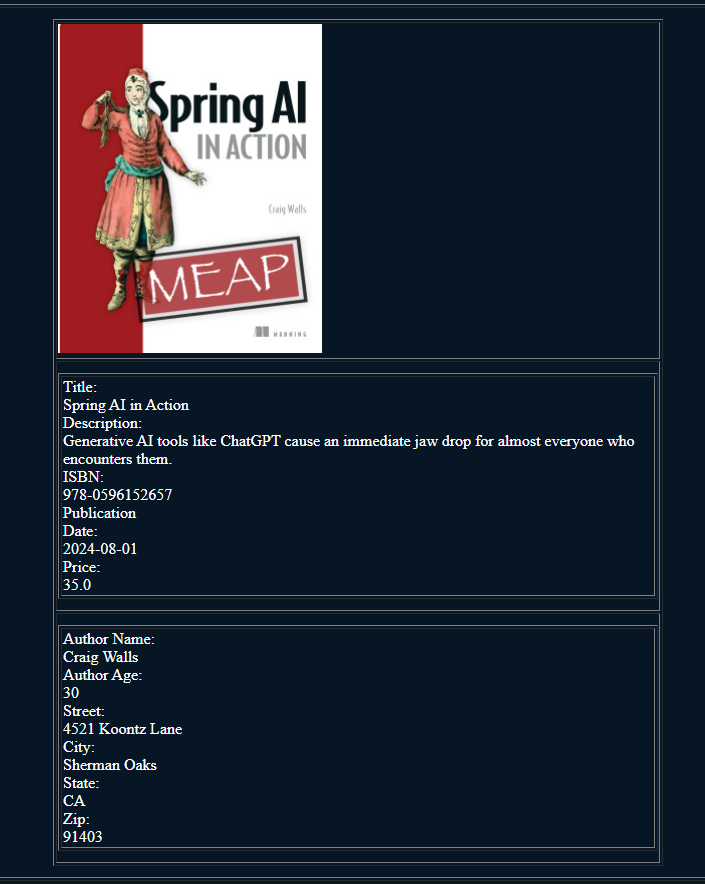 Spring AI
IN ACTION
Craig Walls
MEAP
MANNING
Title:
Spring AI in Action
Description:
Generative AI tools like ChatGPT cause an immediate jaw drop for almost everyone who
encounters them.
ISBN:
978-0596152657
Publication
Date:
2024-08-01
Price:
35.0
Author Name:
Craig Walls
Author Age:
30
Street:
4521 Koontz Lane
City:
Sherman Oaks
State:
CA
Zip:
91403